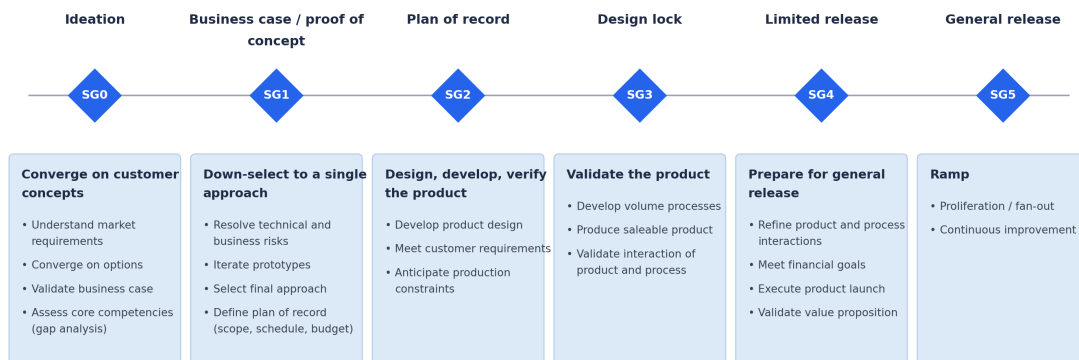 Ideation
Business case / proof of
concept
Plan of record
Design lock
Limited release
General release
SG0
SG1
SG2
SG3
SG4
SG5
Converge on customer
concepts
• Understand market
requirements
• Converge on options
• Validate business case
• Assess core competencies
(gap analysis)
Down-select to a single
approach
• Resolve technical and
business risks
• Iterate prototypes
• Select final approach
• Define plan of record
(scope, schedule, budget)
Design, develop, verify
the product
• Develop product design
• Meet customer requirements
• Anticipate production
constraints
Validate the product
• Develop volume processes
• Produce saleable product
• Validate interaction of
product and process
Prepare for general
release
• Refine product and process
interactions
• Meet financial goals
• Execute product launch
• Validate value proposition
Ramp
• Proliferation / fan-out
• Continuous improvement